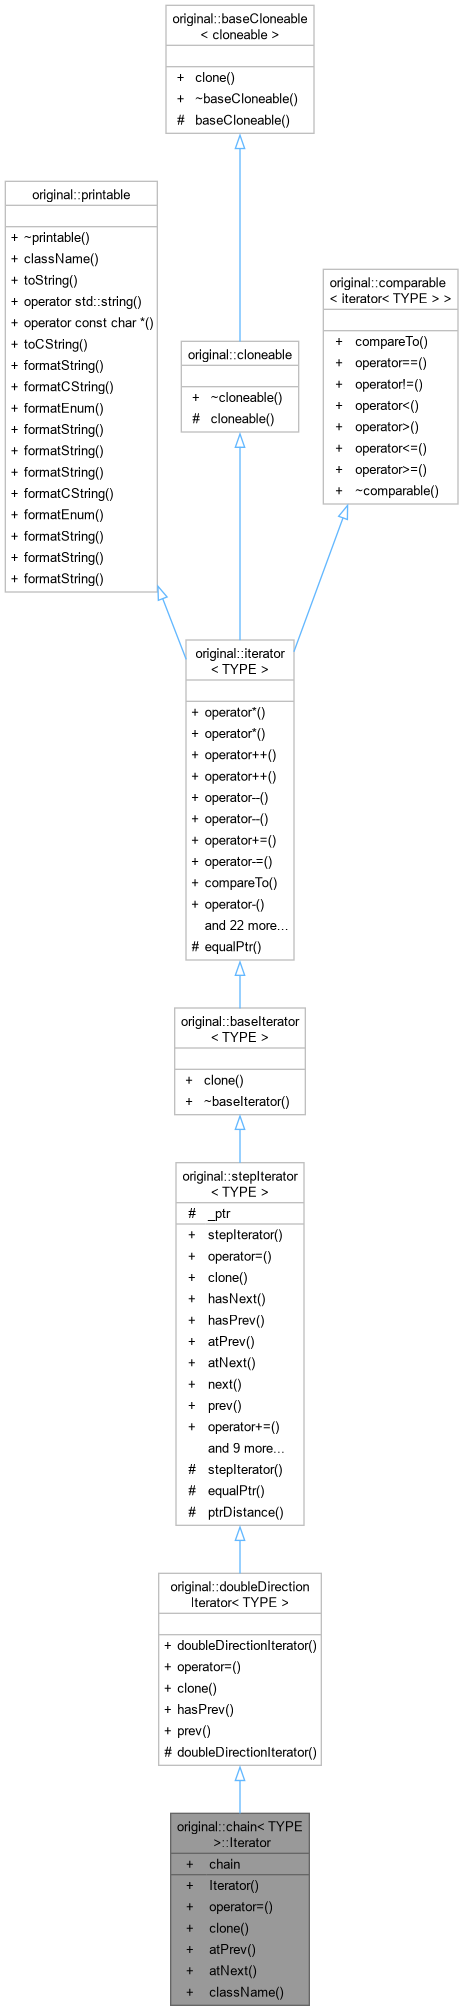 original::baseCloneable
< cloneable >
+ clone()
+ ~baseCloneable()
# baseCloneable()
original::printable
+ ~printable()
+ className()
+ toString()
+ operator std::string()
+ operator const char *()
+ toCString()
+ formatString()
+ formatCString()
+ formatEnum()
+ formatString()
+ formatString()
+ formatString()
+ formatCString()
+ formatEnum()
+ formatString()
+ formatString()
+ formatString()
original::cloneable
+ ~cloneable()
# cloneable()
original::comparable
< iterator< TYPE > >
+ compareTo()
+ operator==()
+ operator!=()
+ operator<()
+ operator>()
+ operator<=()
+ operator>=()
+ ~comparable()
original::iterator
< TYPE >
+ operator*()
+ operator*()
+ operator++()
+ operator++()
+ operator--()
+ operator--()
+ operator+=()
+ operator-=()
+ compareTo()
+ operator-()
and 22 more...
# equalPtr()
original::baseIterator
< TYPE >
+ clone()
+ ~baseIterator()
original::stepIterator
< TYPE >
# _ptr
+ stepIterator()
+ operator=()
+ clone()
+ hasNext()
+ hasPrev()
+ atPrev()
+ atNext()
+ next()
+ prev()
+ operator+=()
and 9 more...
# stepIterator()
# equalPtr()
# ptrDistance()
original::doubleDirection
Iterator< TYPE >
+ doubleDirectionIterator()
+ operator=()
+ clone()
+ hasPrev()
+ prev()
# doubleDirectionIterator()
original::chain< TYPE
>::Iterator
+ chain
+ Iterator()
+ operator=()
+ clone()
+ atPrev()
+ atNext()
+ className()